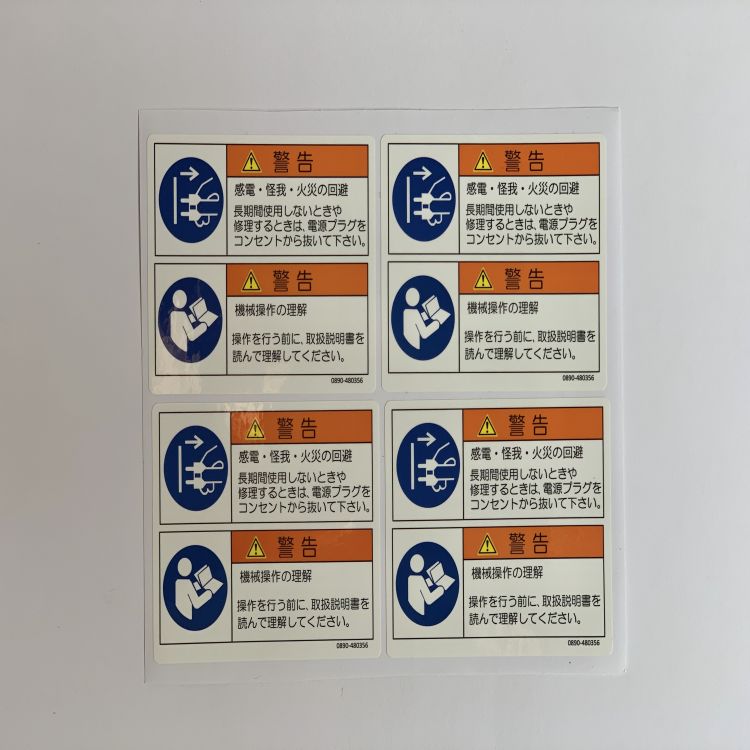 警告
感電・怪我・火災の回避
長期間使用しないときや
修理するときは、電源プラグを
コンセントから抜いて下さい。
警告
機械操作の理解
操作を行う前に、取扱説明書を
読んで理解してください。
0890-480356
警告
感電・怪我・火災の回避
長期間使用しないときや
修理するときは、電源プラグを
コンセントから抜いて下さい。
警告
機械操作の理解
操作を行う前に、取扱説明書を
読んで理解してください。
0890-480356
警告
感電・怪我・火災の回避
長期間使用しないときや
修理するときは、電源プラグを
コンセントから抜いて下さい。
警告
機械操作の理解
操作を行う前に、取扱説明書を
読んで理解してください。
0890-480356
警告
感電・怪我・火災の回避
長期間使用しないときや
修理するときは、電源プラグを
コンセントから抜いて下さい。
警告
機械操作の理解
操作を行う前に、取扱説明書を
読んで理解してください。
0890-480356